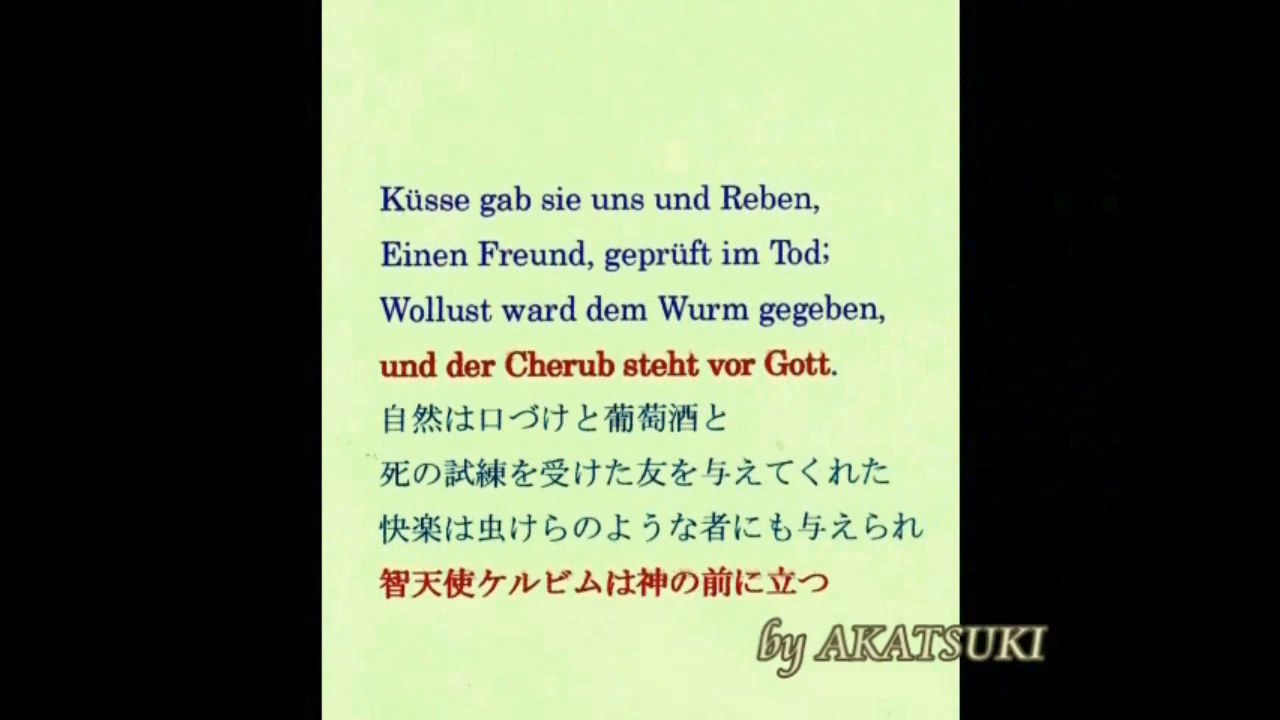 Küsse gab sie uns und Reben,
Einen Freund, geprüft im Tod;
Wollust ward dem Wurm gegeben,
und der Cherub steht vor Gott.
自然は口づけと葡萄酒と
死の試練を受けた友を与えてくれた
快楽は虫けらのような者にも与えられ
智天使ケルビムは神の前に立つ
by AKATSUKI